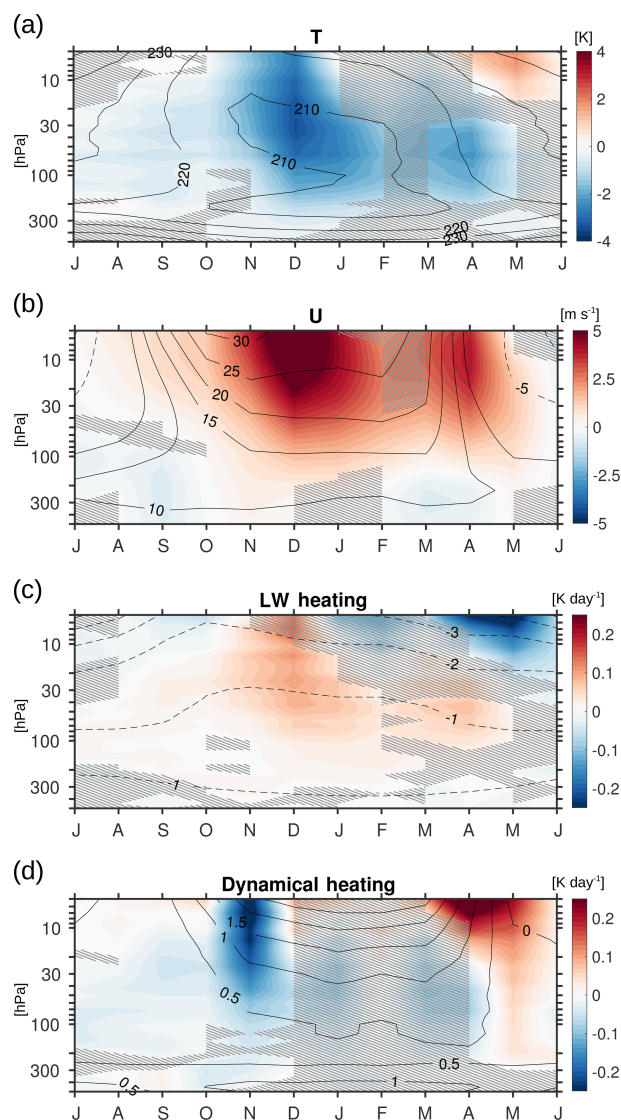 (a)
T
[K]
230
10
30
100
300
[hPa]
210
210
220
220
230
4
2
0
-2
-4
J A S O N D J F M A M J
(b)
U
[m s-1]
10
30
100
300
[hPa]
30
25
20
15
10
-5
5
2.5
0
-2.5
-5
J A S O N D J F M A M J
(c)
LW heating
[K day-1]
10
30
100
300
[hPa]
-3
-2
-1
-1
0.2
0.1
0
-0.1
-0.2
J A S O N D J F M A M J
(d)
Dynamical heating
[K day-1]
10
30
100
300
[hPa]
1.5
1
0.5
0
0.5
0.5
1
0.2
0.1
0
-0.1
-0.2
J A S O N D J F M A M J